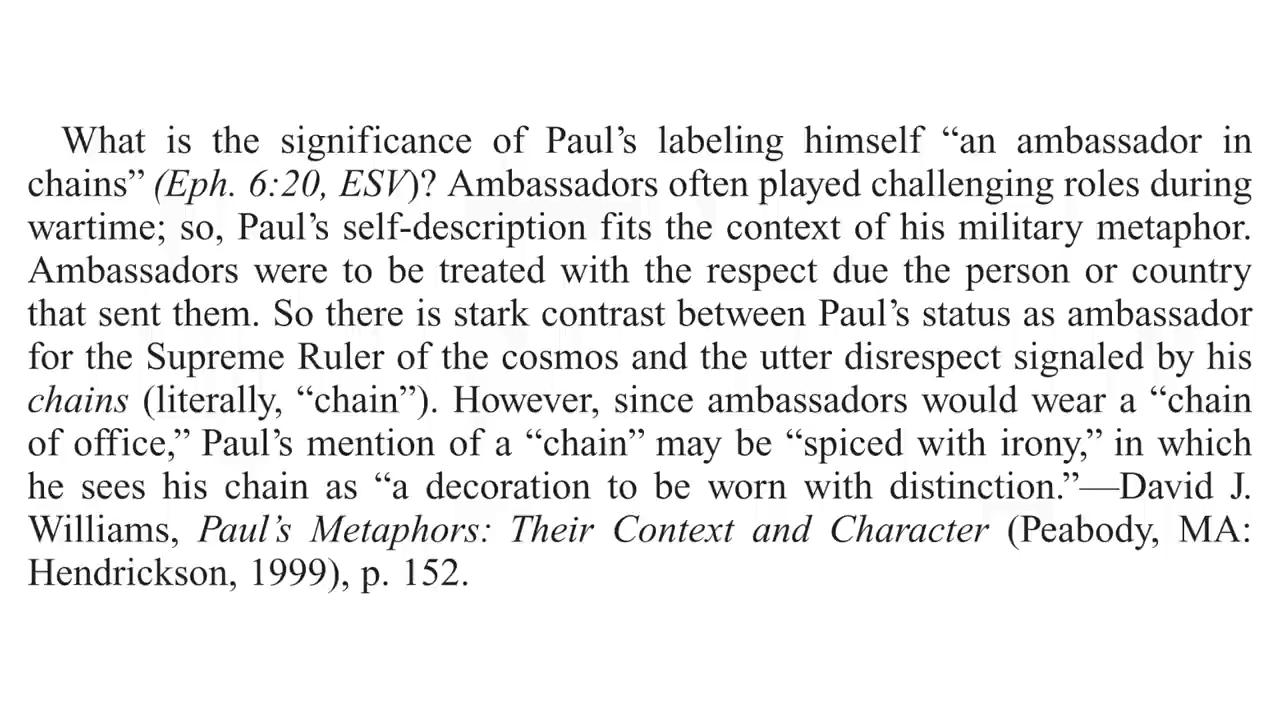 What is the significance of Paul’s labeling himself “an ambassador in
chains” (Eph. 6:20, ESV)? Ambassadors often played challenging roles during
wartime; so, Paul’s self-description fits the context of his military metaphor.
Ambassadors were to be treated with the respect due the person or country
that sent them. So there is stark contrast between Paul’s status as ambassador
for the Supreme Ruler of the cosmos and the utter disrespect signaled by his
chains (literally, “chain”). However, since ambassadors would wear a “chain
of office,” Paul’s mention of a “chain” may be “spiced with irony,” in which
he sees his chain as “a decoration to be worn with distinction.”—David J.
Williams, Paul’s Metaphors: Their Context and Character (Peabody, MA:
Hendrickson, 1999), p. 152.